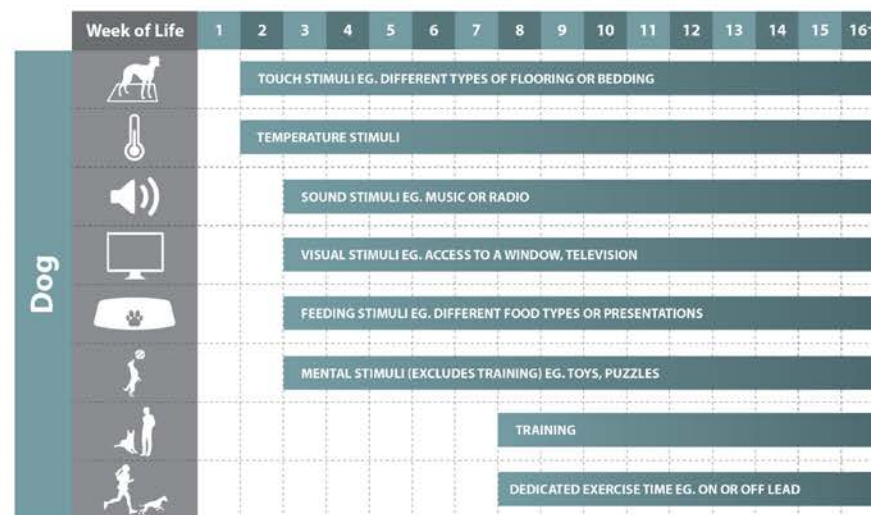 Week of Life 1 2 3 4 5 6 7 8 9 10 11 12 13 14 15 16+
Dog
TOUCH STIMULI EG. DIFFERENT TYPES OF FLOORING OR BEDDING
TEMPERATURE STIMULI
SOUND STIMULI EG. MUSIC OR RADIO
VISUAL STIMULI EG. ACCESS TO A WINDOW, TELEVISION
FEEDING STIMULI EG. DIFFERENT FOOD TYPES OR PRESENTATIONS
MENTAL STIMULI (EXCLUDES TRAINING) EG. TOYS, PUZZLES
TRAINING
DEDICATED EXERCISE TIME EG. ON OR OFF LEAD